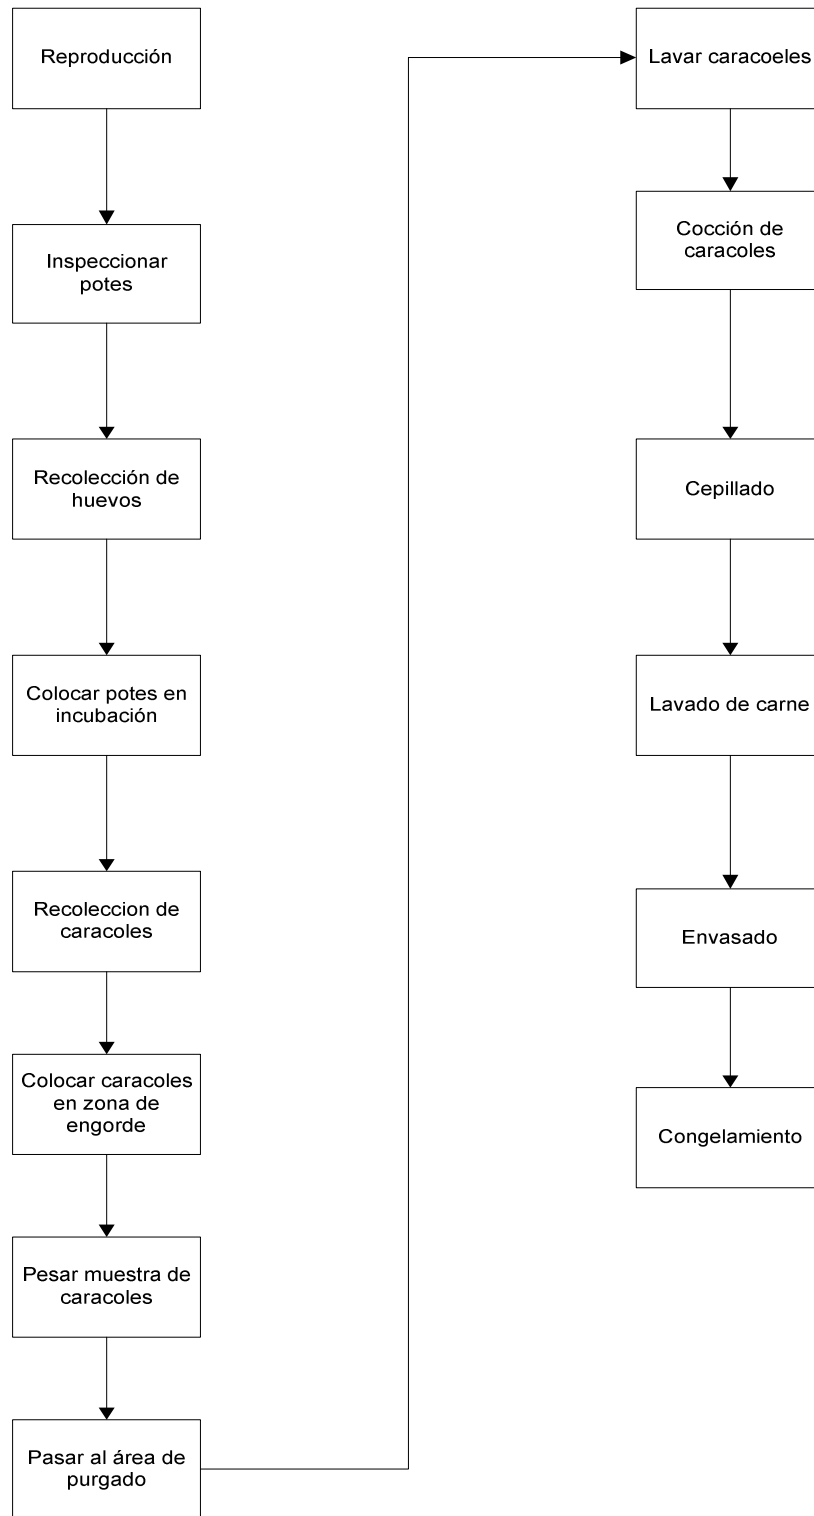 Reproducción
Inspeccionar
potes
Recolección de
huevos
Colocar potes en
incubación
Recoleccion de
caracoles
Colocar caracoles
en zona de
engorde
Pesar muestra de
caracoles
Pasar al área de
purgado
Lavar caracoeles
Cocción de
caracoles
Cepillado
Lavado de carne
Envasado
Congelamiento